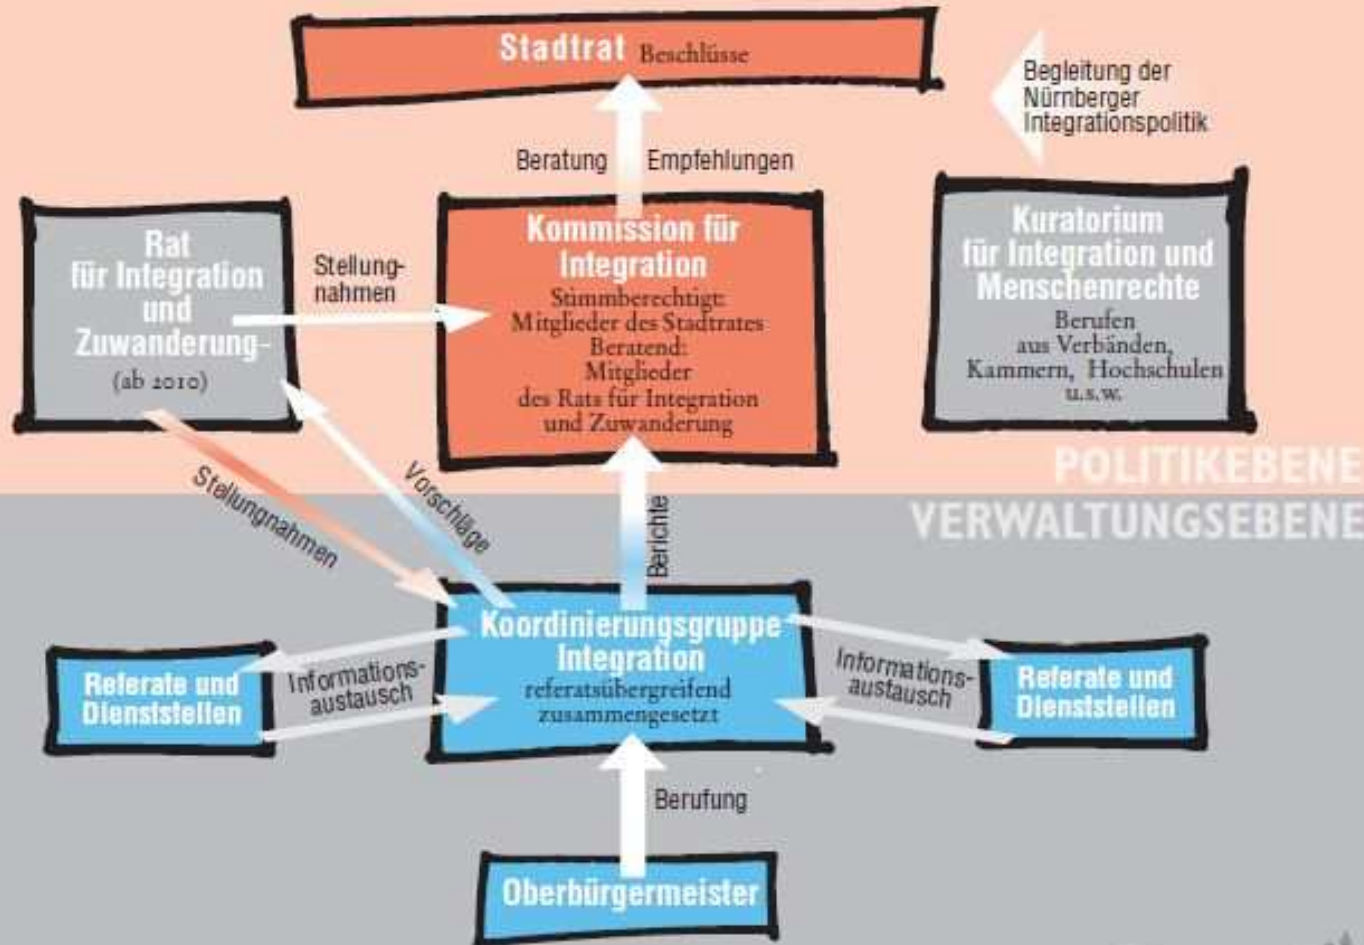 Stadtrat Beschlüsse
Begleitung der
Nürnberger
Integrationspolitik
Beratung Empfehlungen
Rat
für Integration
und
Zuwanderung-
(ab 2010)
Stellung-
nahmen
Kommission für
Integration
Stimmberechtigt:
Mitglieder des Stadtrates
Beratend:
Mitglieder
des Rats für Integration
und Zuwanderung
Kuratorium
für Integration und
Menschenrechte
Berufen
aus Verbänden,
Kammern, Hochschulen
u.s.w.
POLITIKEBENE
VERWALTUNGSEBENE
Stellungnahmen
Vorschläge
Berichte
Referate und
Dienststellen
Informations-
austausch
Koordinierungsgruppe
Integration
referatsübergreifend
zusammengesetzt
Informations-
austausch
Referate und
Dienststellen
Berufung
Oberbürgermeister